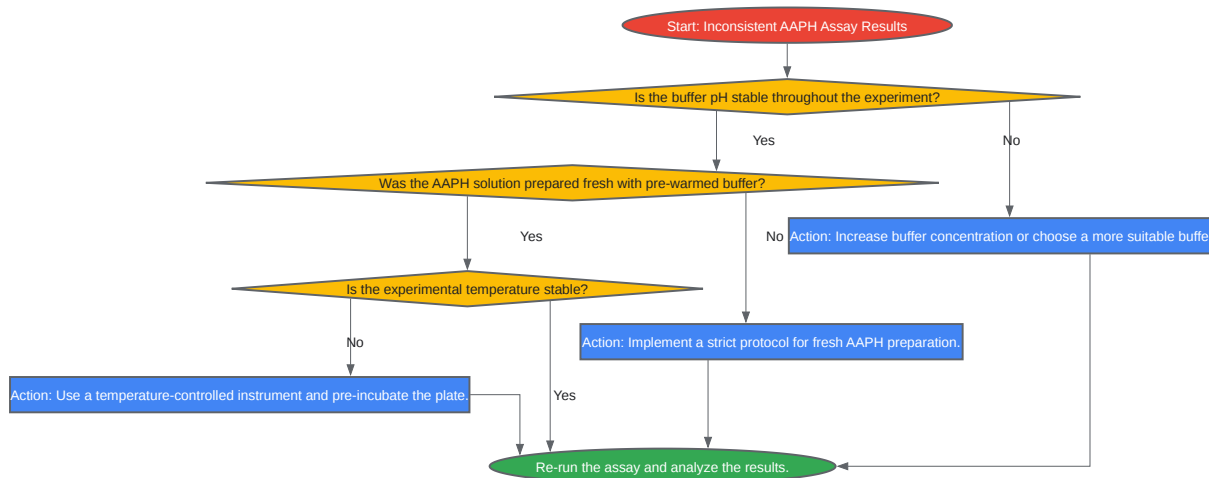 Start: Inconsistent AAPH Assay Results
Is the buffer pH stable throughout the experiment?
Yes
No
Was the AAPH solution prepared fresh with pre-warmed buffer?
Yes
No
Action: Increase buffer concentration or choose a more suitable buffe
Is the experimental temperature stable?
No
Action: Implement a strict protocol for fresh AAPH preparation.
Action: Use a temperature-controlled instrument and pre-incubate the plate.
Yes
Re-run the assay and analyze the results.